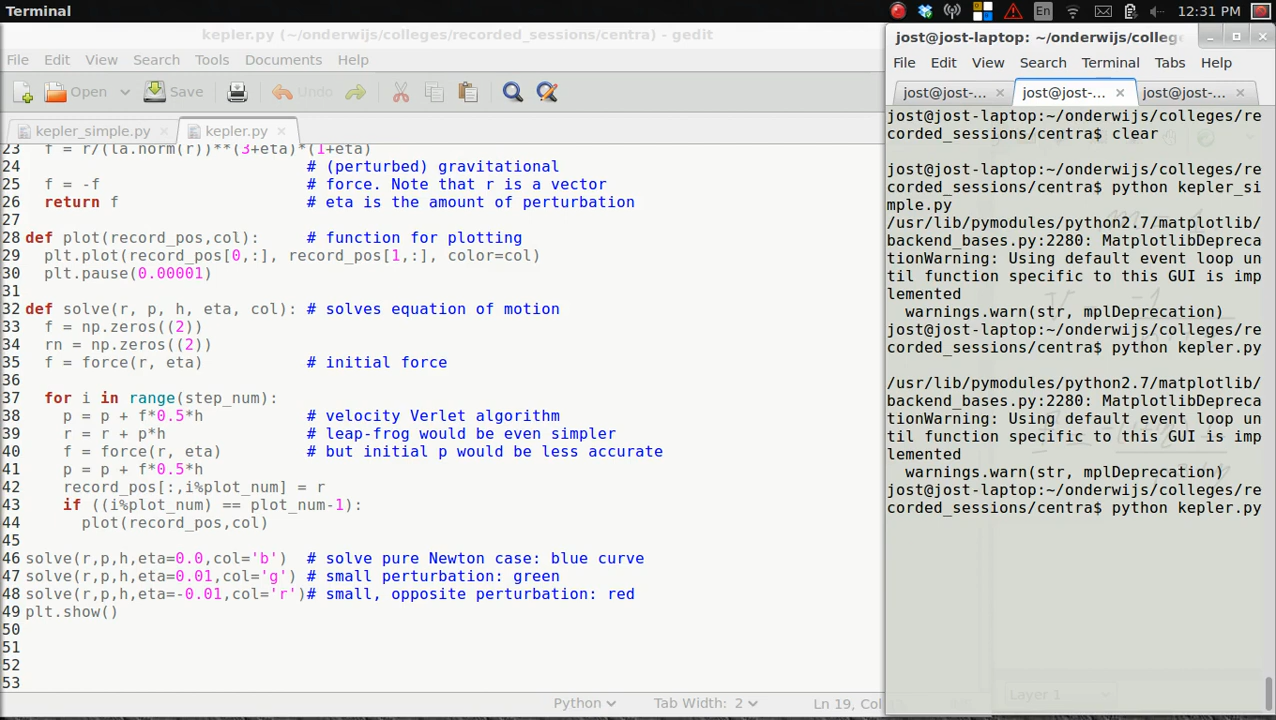 Terminal
En
12:31 PM
kepler.py (~/onderwijs/colleges/recorded_sessions/centra) - gedit
File Edit View Search Tools Documents Help
Open Save Undo
kepler_simple.py × kepler.py ×
23 f = r/(la.norm(r))**(3+eta)*(1+eta)
24 # (perturbed) gravitational
25 f = -f # force. Note that r is a vector
26 return f # eta is the amount of perturbation
27
28 def plot(record_pos,col): # function for plotting
29 plt.plot(record_pos[0,:], record_pos[1,:], color=col)
30 plt.pause(0.00001)
31
32 def solve(r, p, h, eta, col): # solves equation of motion
33 f = np.zeros((2))
34 rn = np.zeros((2))
35 f = force(r, eta) # initial force
36
37 for i in range(step_num):
38 p = p + f*0.5*h # velocity Verlet algorithm
39 r = r + p*h # leap-frog would be even simpler
40 f = force(r, eta) # but initial p would be less accurate
41 p = p + f*0.5*h
42 record_pos[:,i%plot_num] = r
43 if ((i%plot_num) == plot_num-1):
44 plot(record_pos,col)
45
46 solve(r,p,h,eta=0.0,col='b') # solve pure Newton case: blue curve
47 solve(r,p,h,eta=0.01,col='g') # small perturbation: green
48 solve(r,p,h,eta=-0.01,col='r')# small, opposite perturbation: red
49 plt.show()
50
51
52
53
Python Tab Width: 2 Ln 19, Col
jost@jost-laptop: ~/onderwijs/colleg
File Edit View Search Terminal Tabs Help
jost@jost-... × jost@jost-... × jost@jost-... ×
jost@jost-laptop:~/onderwijs/colleges/re
corded_sessions/centra$ clear
jost@jost-laptop:~/onderwijs/colleges/re
corded_sessions/centra$ python kepler_si
mple.py
/usr/lib/pymodules/python2.7/matplotlib/
backend_bases.py:2280: MatplotlibDepreca
tionWarning: Using default event loop un
til function specific to this GUI is imp
lemented
warnings.warn(str, mplDeprecation)
jost@jost-laptop:~/onderwijs/colleges/re
corded_sessions/centra$ python kepler.py
/usr/lib/pymodules/python2.7/matplotlib/
backend_bases.py:2280: MatplotlibDepreca
tionWarning: Using default event loop un
til function specific to this GUI is imp
lemented
warnings.warn(str, mplDeprecation)
jost@jost-laptop:~/onderwijs/colleges/re
corded_sessions/centra$ python kepler.py
Layer 1